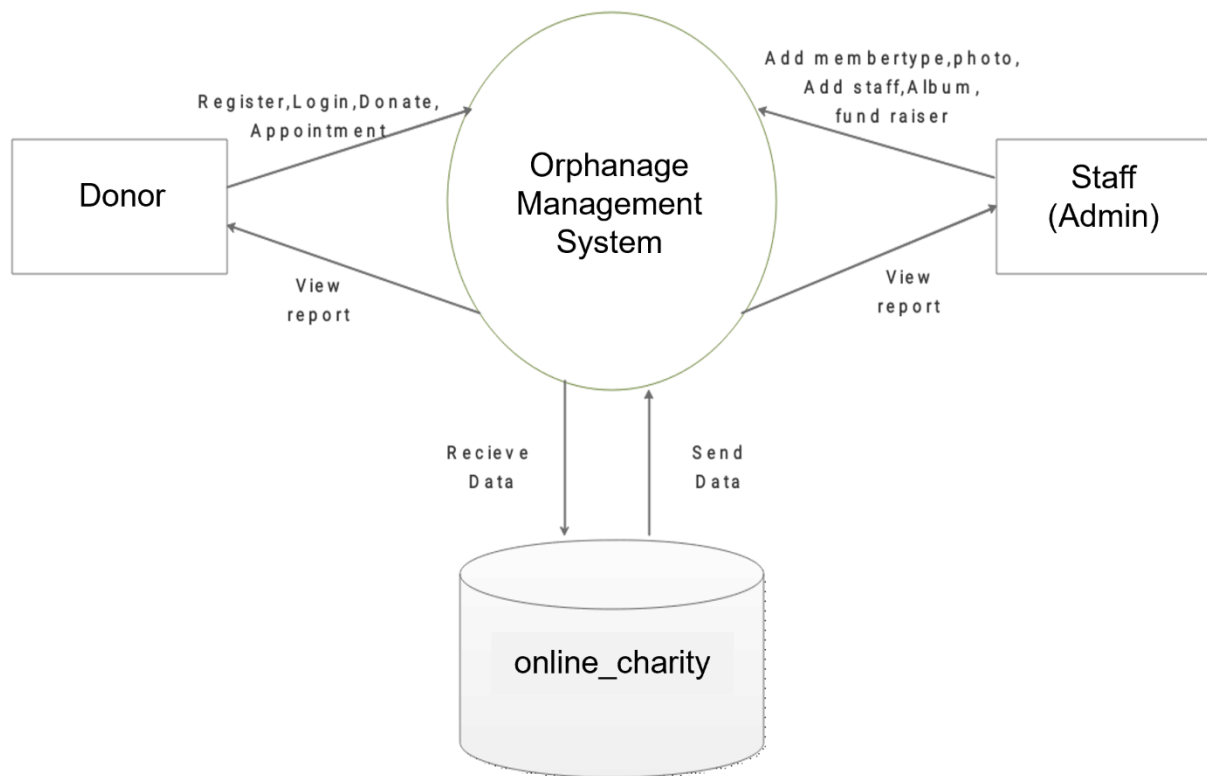 Register,Login,Donate,
Appointment
Add membertype,photo,
Add staff,Album,
fund raiser
Donor
Orphanage
Management
System
Staff
(Admin)
View
report
View
report
Recieve
Data
Send
Data
online_charity